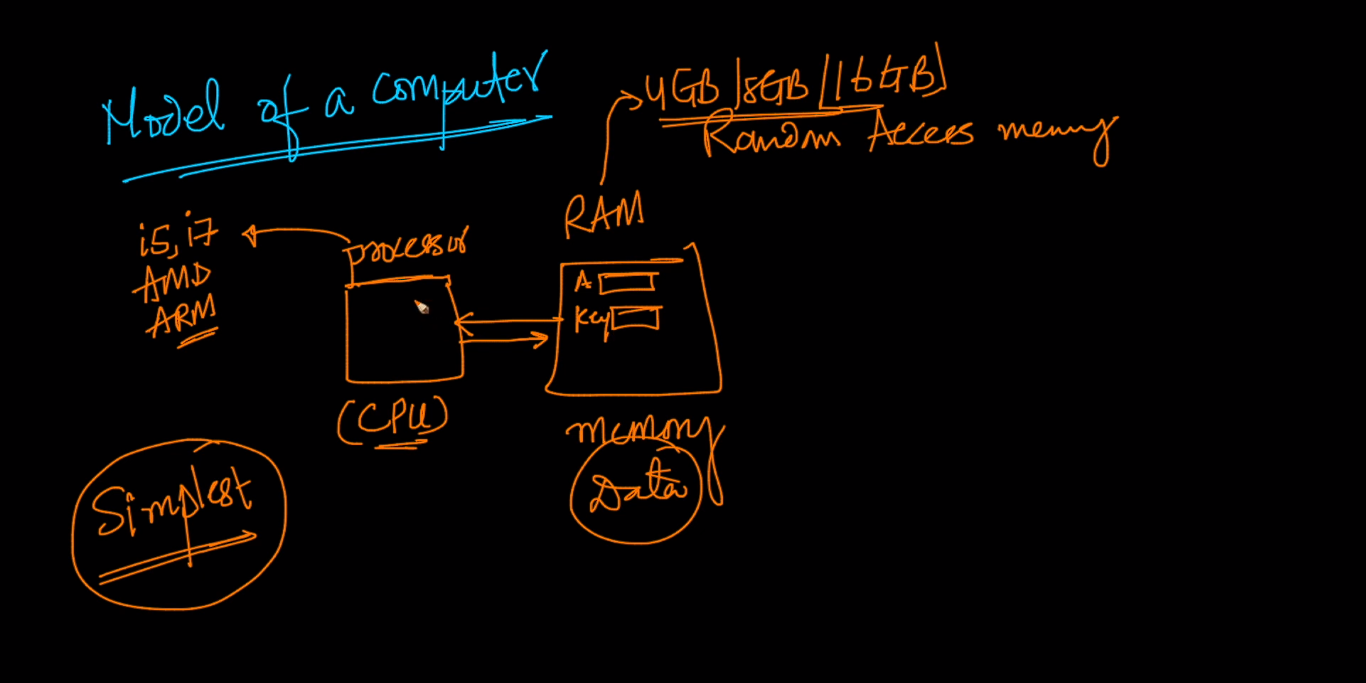 Model of a computer
4GB/8GB/16GB)
Random Access memory
RAM
i5, i7
AMD
ARM
processor
A
Key
(CPU)
memory
Data
Simplest